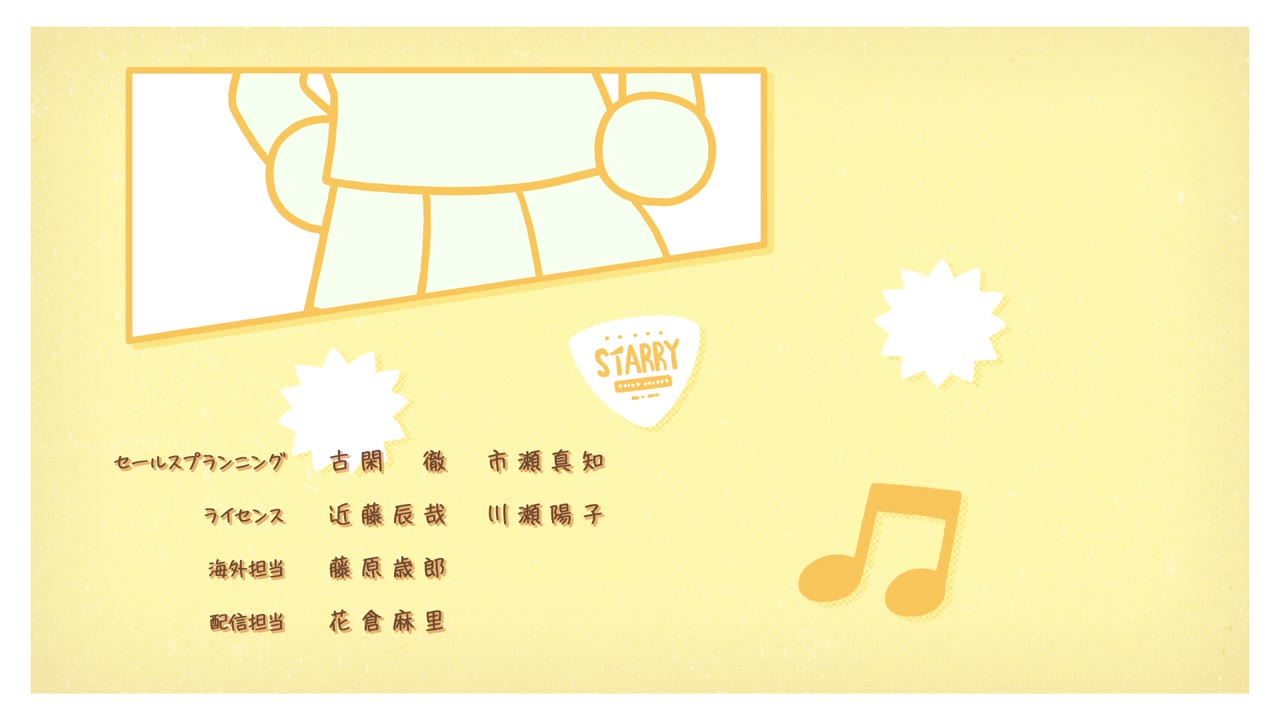 STARRY
セールスプランニング 古閑 徹 市瀬真知
ライセンス 近藤辰哉 川瀬陽子
海外担当 藤原歳郎
配信担当 花倉麻里